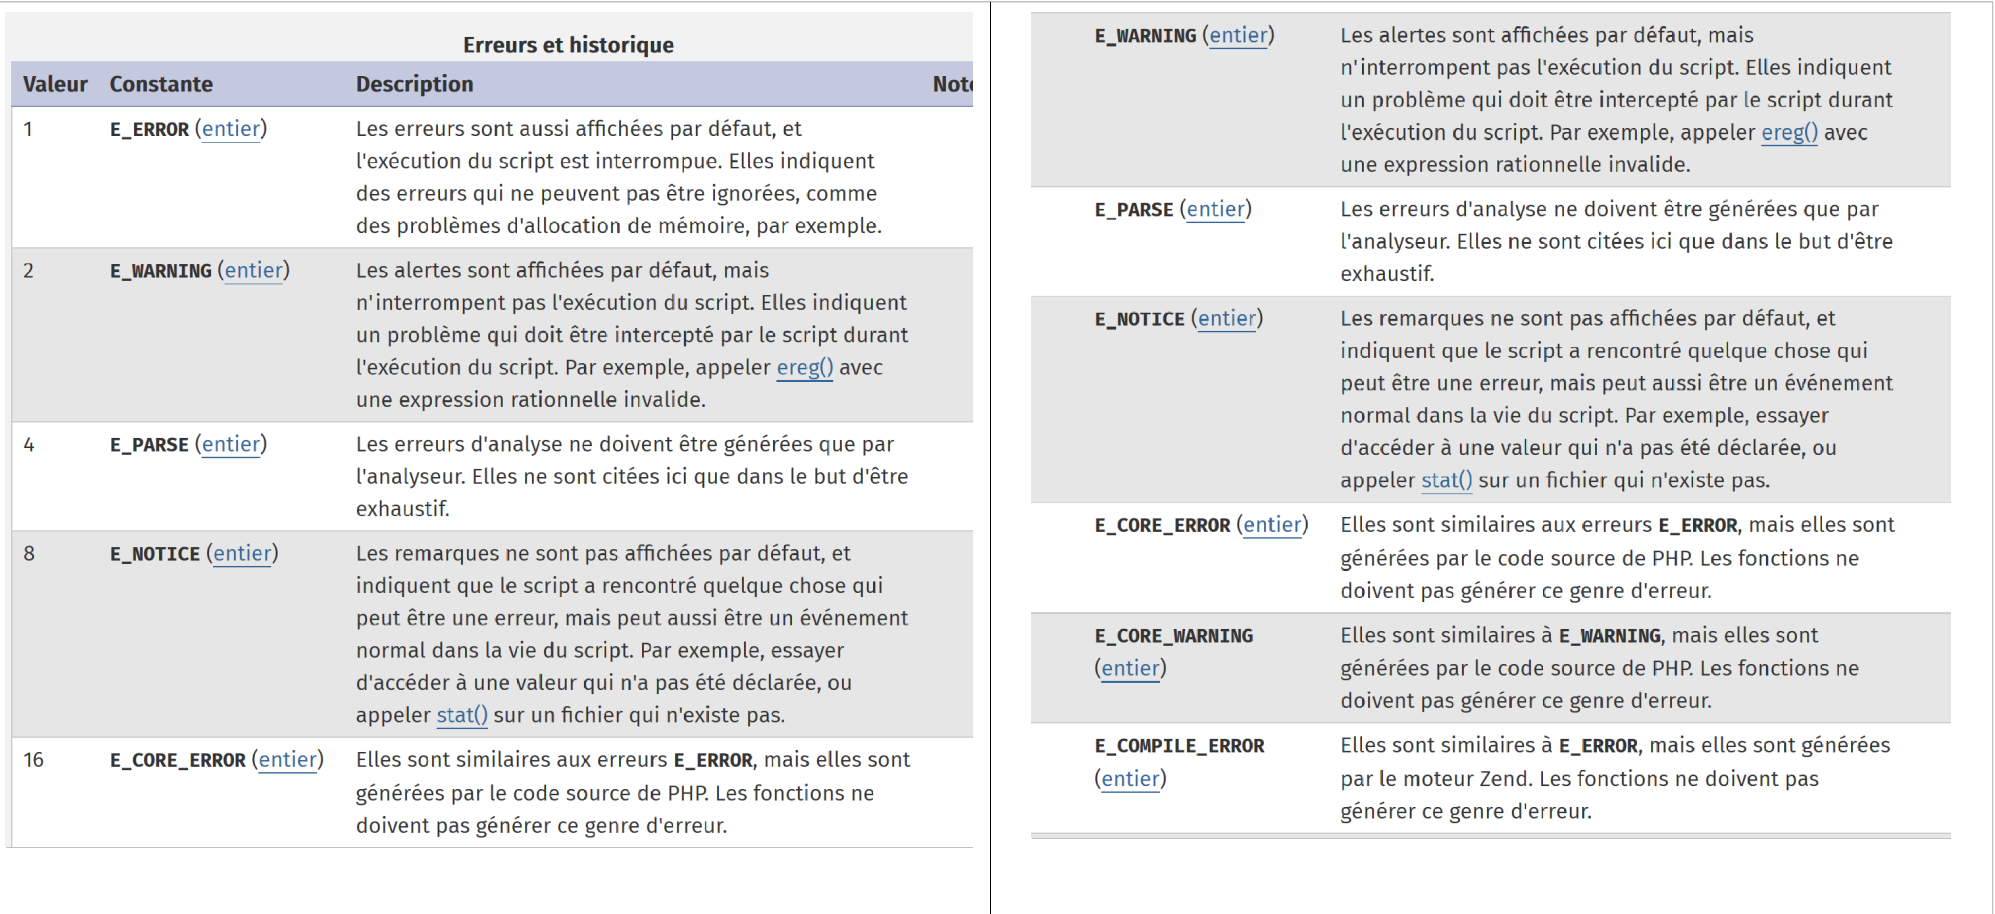 Erreurs et historique
Valeur Constante Description Note
1 E_ERROR (entier) Les erreurs sont aussi affichées par défaut, et
l'exécution du script est interrompue. Elles indiquent
des erreurs qui ne peuvent pas être ignorées, comme
des problèmes d'allocation de mémoire, par exemple.
2 E_WARNING (entier) Les alertes sont affichées par défaut, mais
n'interrompent pas l'exécution du script. Elles indiquent
un problème qui doit être intercepté par le script durant
l'exécution du script. Par exemple, appeler ereg() avec
une expression rationnelle invalide.
4 E_PARSE (entier) Les erreurs d'analyse ne doivent être générées que par
l'analyseur. Elles ne sont citées ici que dans le but d'être
exhaustif.
8 E_NOTICE (entier) Les remarques ne sont pas affichées par défaut, et
indiquent que le script a rencontré quelque chose qui
peut être une erreur, mais peut aussi être un événement
normal dans la vie du script. Par exemple, essayer
d'accéder à une valeur qui n'a pas été déclarée, ou
appeler stat() sur un fichier qui n'existe pas.
16 E_CORE_ERROR (entier) Elles sont similaires aux erreurs E_ERROR, mais elles sont
générées par le code source de PHP. Les fonctions ne
doivent pas générer ce genre d'erreur.
E_WARNING (entier) Les alertes sont affichées par défaut, mais
n'interrompent pas l'exécution du script. Elles indiquent
un problème qui doit être intercepté par le script durant
l'exécution du script. Par exemple, appeler ereg() avec
une expression rationnelle invalide.
E_PARSE (entier) Les erreurs d'analyse ne doivent être générées que par
l'analyseur. Elles ne sont citées ici que dans le but d'être
exhaustif.
E_NOTICE (entier) Les remarques ne sont pas affichées par défaut, et
indiquent que le script a rencontré quelque chose qui
peut être une erreur, mais peut aussi être un événement
normal dans la vie du script. Par exemple, essayer
d'accéder à une valeur qui n'a pas été déclarée, ou
appeler stat() sur un fichier qui n'existe pas.
E_CORE_ERROR (entier) Elles sont similaires aux erreurs E_ERROR, mais elles sont
générées par le code source de PHP. Les fonctions ne
doivent pas générer ce genre d'erreur.
E_CORE_WARNING Elles sont similaires à E_WARNING, mais elles sont
(entier) générées par le code source de PHP. Les fonctions ne
doivent pas générer ce genre d'erreur.
E_COMPILE_ERROR Elles sont similaires à E_ERROR, mais elles sont générées
(entier) par le moteur Zend. Les fonctions ne doivent pas
générer ce genre d'erreur.